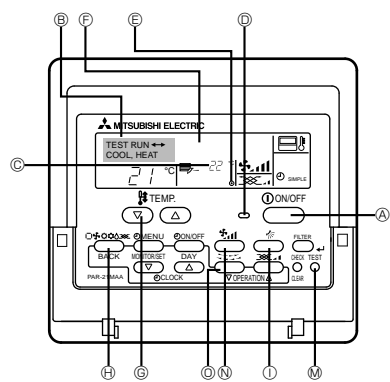 Ⓑ Ⓕ Ⓔ Ⓓ
MITSUBISHI ELECTRIC
TEST RUN ↔
COOL, HEAT
Ⓒ 21 °C 22 °C SIMPLE
TEMP. ON/OFF
Ⓐ
MENU ON/OFF FILTER
BACK MONITOR/SET DAY CHECK TEST
PAR-21MAA CLOCK ▽ OPERATION △ CLEAR
Ⓗ Ⓖ Ⓞ Ⓝ Ⓘ Ⓜ